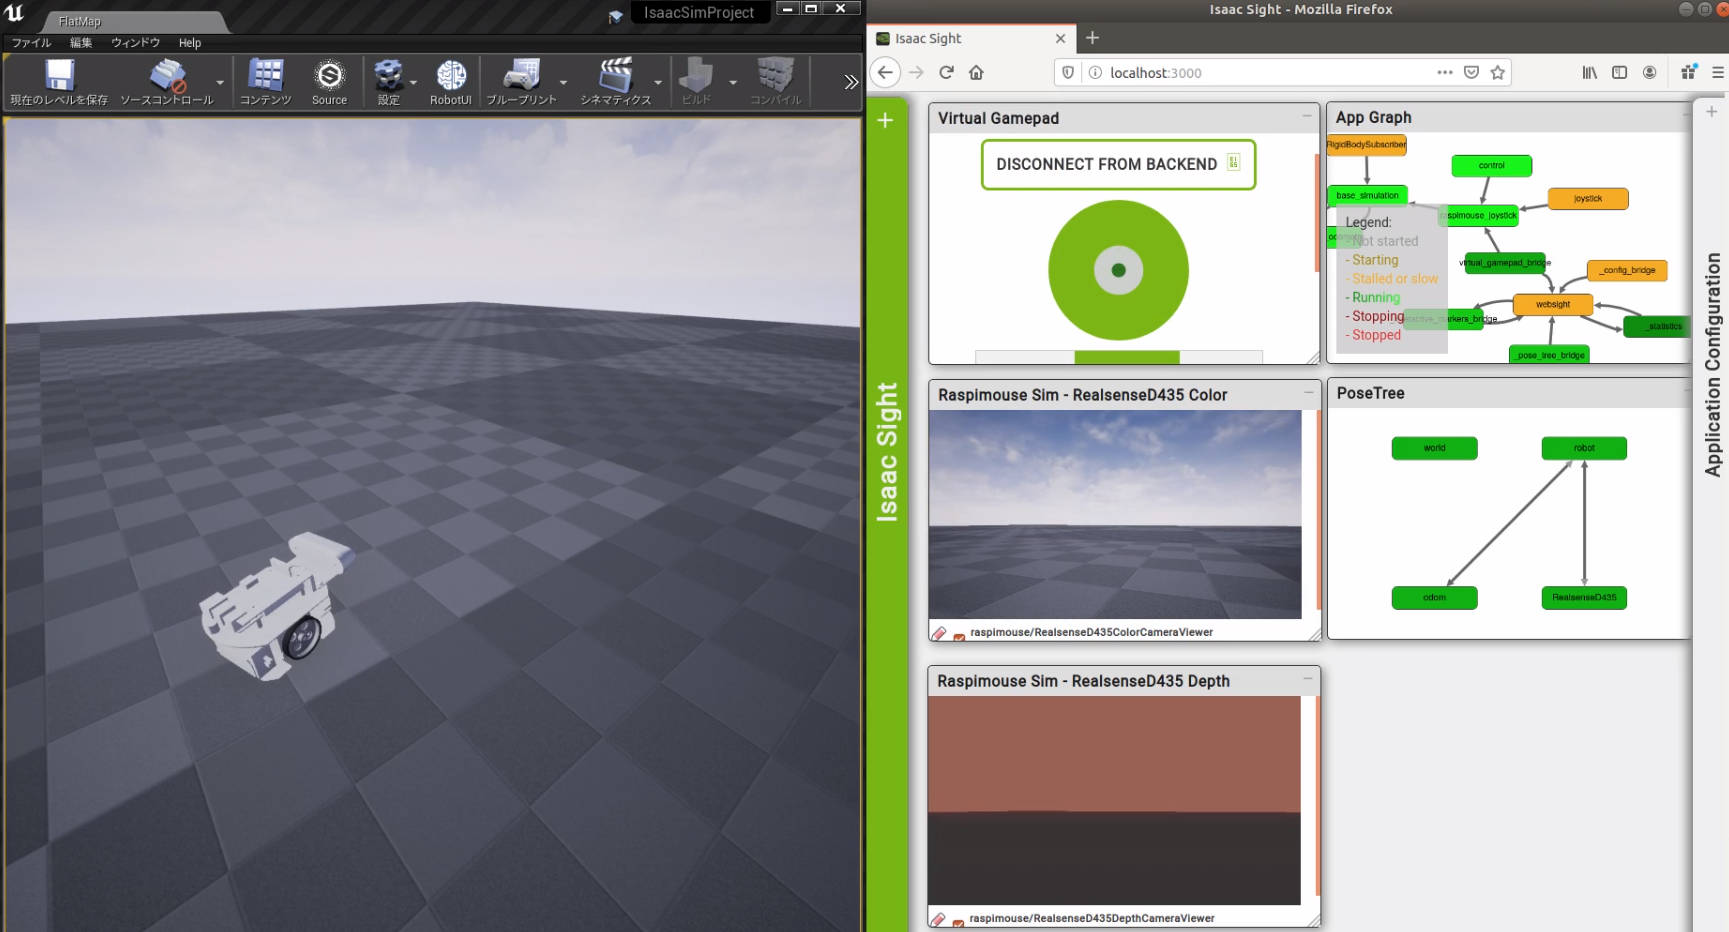 FlatMap
IsaacSimProject
ファイル
編集
ウィンドウ
Help
現在のレベルを保存
ソースコントロール
コンテンツ
Source
設定
RobotUI
ブループリント
シネマティクス
ビルド
コンパイル
Isaac Sight - Mozilla Firefox
Isaac Sight
localhost:3000
Isaac Sight
Virtual Gamepad
DISCONNECT FROM BACKEND
App Graph
RigidBodySubscriber
control
base_simulation
joystick
raspimouse_joystick
virtual_gamepad_bridge
_config_bridge
websight
_statistics
_pose_tree_bridge
Legend:
- Not started
- Starting
- Stalled or slow
- Running
- Stopping
- Stopped
Raspimouse Sim - RealsenseD435 Color
raspimouse/RealsenseD435ColorCameraViewer
PoseTree
world
robot
odom
RealsenseD435
Raspimouse Sim - RealsenseD435 Depth
raspimouse/RealsenseD435DepthCameraViewer
Application Configuration